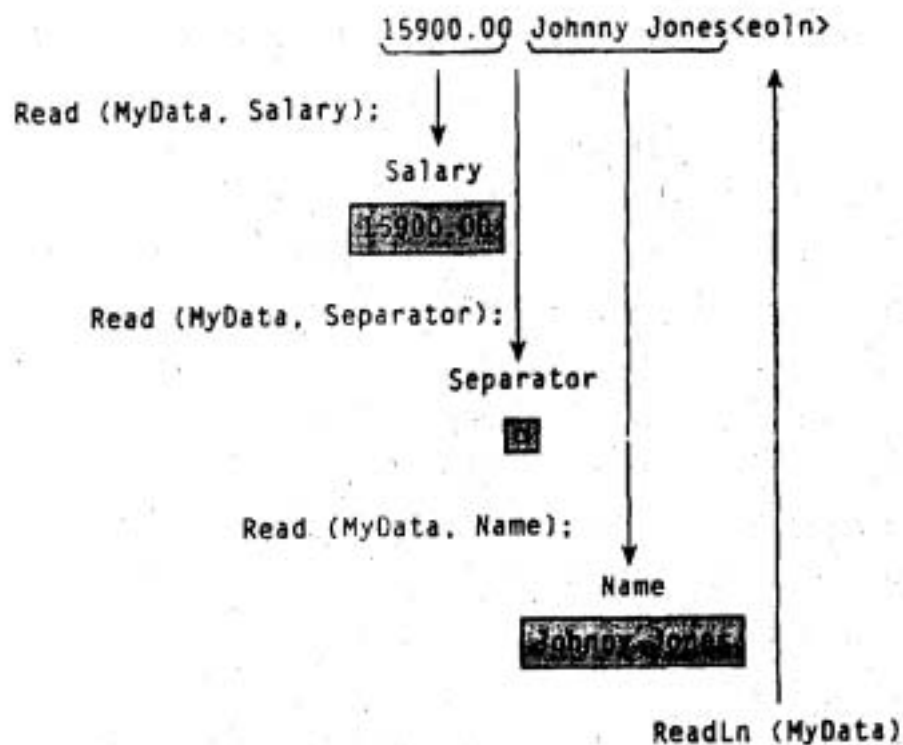 15900.00 Johnny Jones<eoln>
Read (MyData, Salary);
Salary
15900.00
Read (MyData, Separator);
Separator
Read (MyData, Name);
Name
Johnny Jones
ReadLn (MyData)